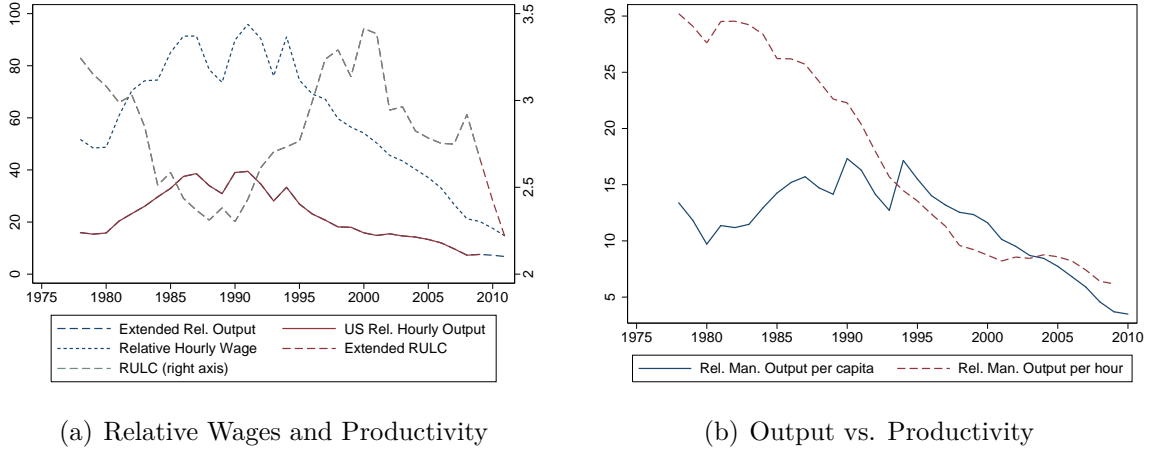 100
80
60
40
20
0
3.5
3
2.5
2
1975 1980 1985 1990 1995 2000 2005 2010
Extended Rel. Output US Rel. Hourly Output
Relative Hourly Wage Extended RULC
RULC (right axis)
(a) Relative Wages and Productivity
30
25
20
15
10
5
1975 1980 1985 1990 1995 2000 2005 2010
Rel. Man. Output per capita Rel. Man. Output per hour
(b) Output vs. Productivity